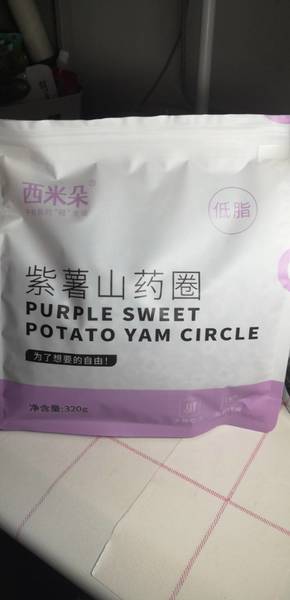 西米朵®
低脂
紫薯山药圈
PURPLE SWEET
POTATO YAM CIRCLE
为了想要的自由!
净含量:320g